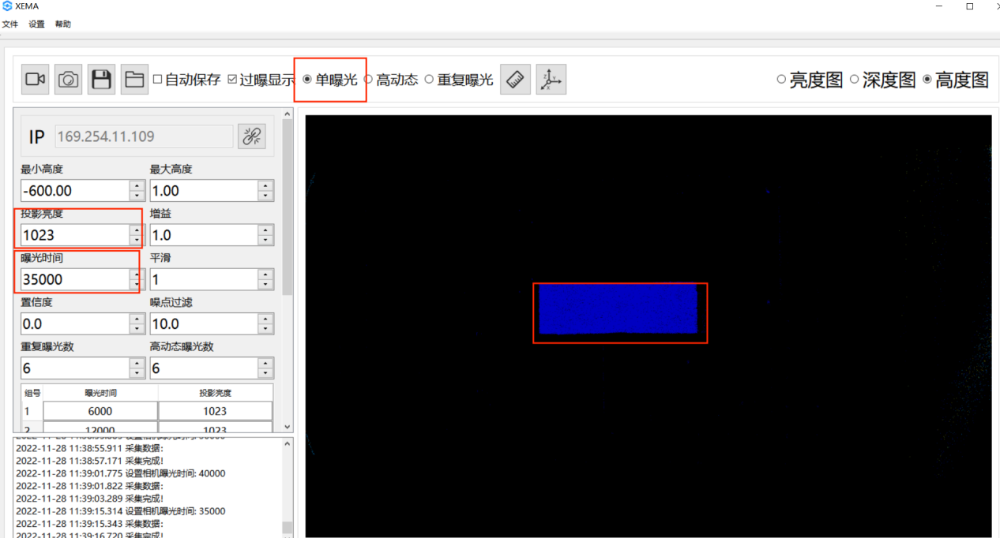 XEMA
文件 设置 帮助
自动保存 过曝显示 单曝光 高动态 重复曝光 亮度图 深度图 高度图
IP 169.254.11.109
最小高度 最大高度
-600.00 1.00
投影亮度 增益
1023 1.0
曝光时间 平滑
35000 1
置信度 噪点过滤
0.0 10.0
重复曝光数 高动态曝光数
6 6
组号 曝光时间 投影亮度
1 6000 1023
2 12000 1023
2022-11-28 11:38:55.911 采集数据:
2022-11-28 11:38:57.171 采集完成!
2022-11-28 11:39:01.775 设置相机曝光时间: 40000
2022-11-28 11:39:01.822 采集数据:
2022-11-28 11:39:03.289 采集完成!
2022-11-28 11:39:15.314 设置相机曝光时间: 35000
2022-11-28 11:39:15.343 采集数据:
2022-11-28 11:39:16.720 采集完成!